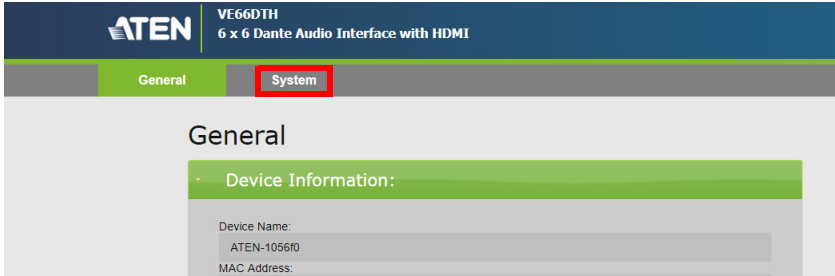 ATEN
VE66DTH
6 x 6 Dante Audio Interface with HDMI
General
System
General
Device Information:
Device Name:
ATEN-1056f0
MAC Address: